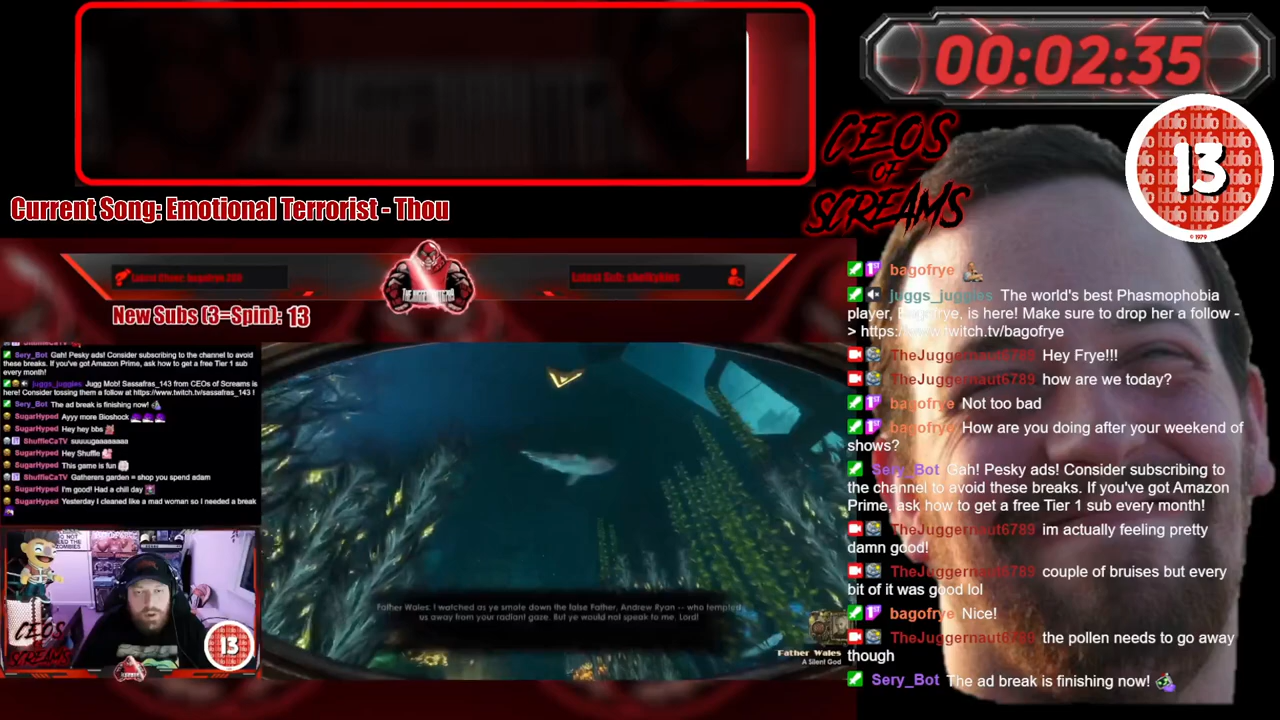 00:02:35
CEOS
OF
SCREAMS
13
© 1979
Current Song: Emotional Terrorist - Thou
New Subs (3=Spin): 13
Sery_Bot Gah! Pesky ads! Consider subscribing to the channel to avoid
these breaks. If you've got Amazon Prime, ask how to get a free Tier 1 sub
every month!
juggs_juggles Jugg Mob! Sassafras_143 from CEOs of Screams is
here! Consider tossing them a follow at https://www.twitch.tv/sassafras_143 !
Sery_Bot The ad break is finishing now!
SugarHyped Ayyy more Bioshock
SugarHyped Hey hey bbs
ShuffleCaTV suuuugaaaaaaaa
SugarHyped Hey Shuffle
SugarHyped This game is fun
ShuffleCaTV Gatherers garden = shop you spend adam
SugarHyped I'm good! Had a chill day
SugarHyped Yesterday I cleaned like a mad woman so I needed a break
CEOS
OF
SCREAMS
13
Father Wales: I watched as ye smote down the false Father, Andrew Ryan -- who tempted
us away from your radiant gaze. But ye would not speak to me, Lord!
Father Wales
A Silent God
bagofrye
juggs_juggles The world's best Phasmophobia
player, Bagofrye, is here! Make sure to drop her a follow -
> https://www.twitch.tv/bagofrye
TheJuggernaut6789 Hey Frye!!!
TheJuggernaut6789 how are we today?
bagofrye Not too bad
bagofrye How are you doing after your weekend of
shows?
Sery_Bot Gah! Pesky ads! Consider subscribing to
the channel to avoid these breaks. If you've got Amazon
Prime, ask how to get a free Tier 1 sub every month!
TheJuggernaut6789 im actually feeling pretty
damn good!
TheJuggernaut6789 couple of bruises but every
bit of it was good lol
bagofrye Nice!
TheJuggernaut6789 the pollen needs to go away
though
Sery_Bot The ad break is finishing now!